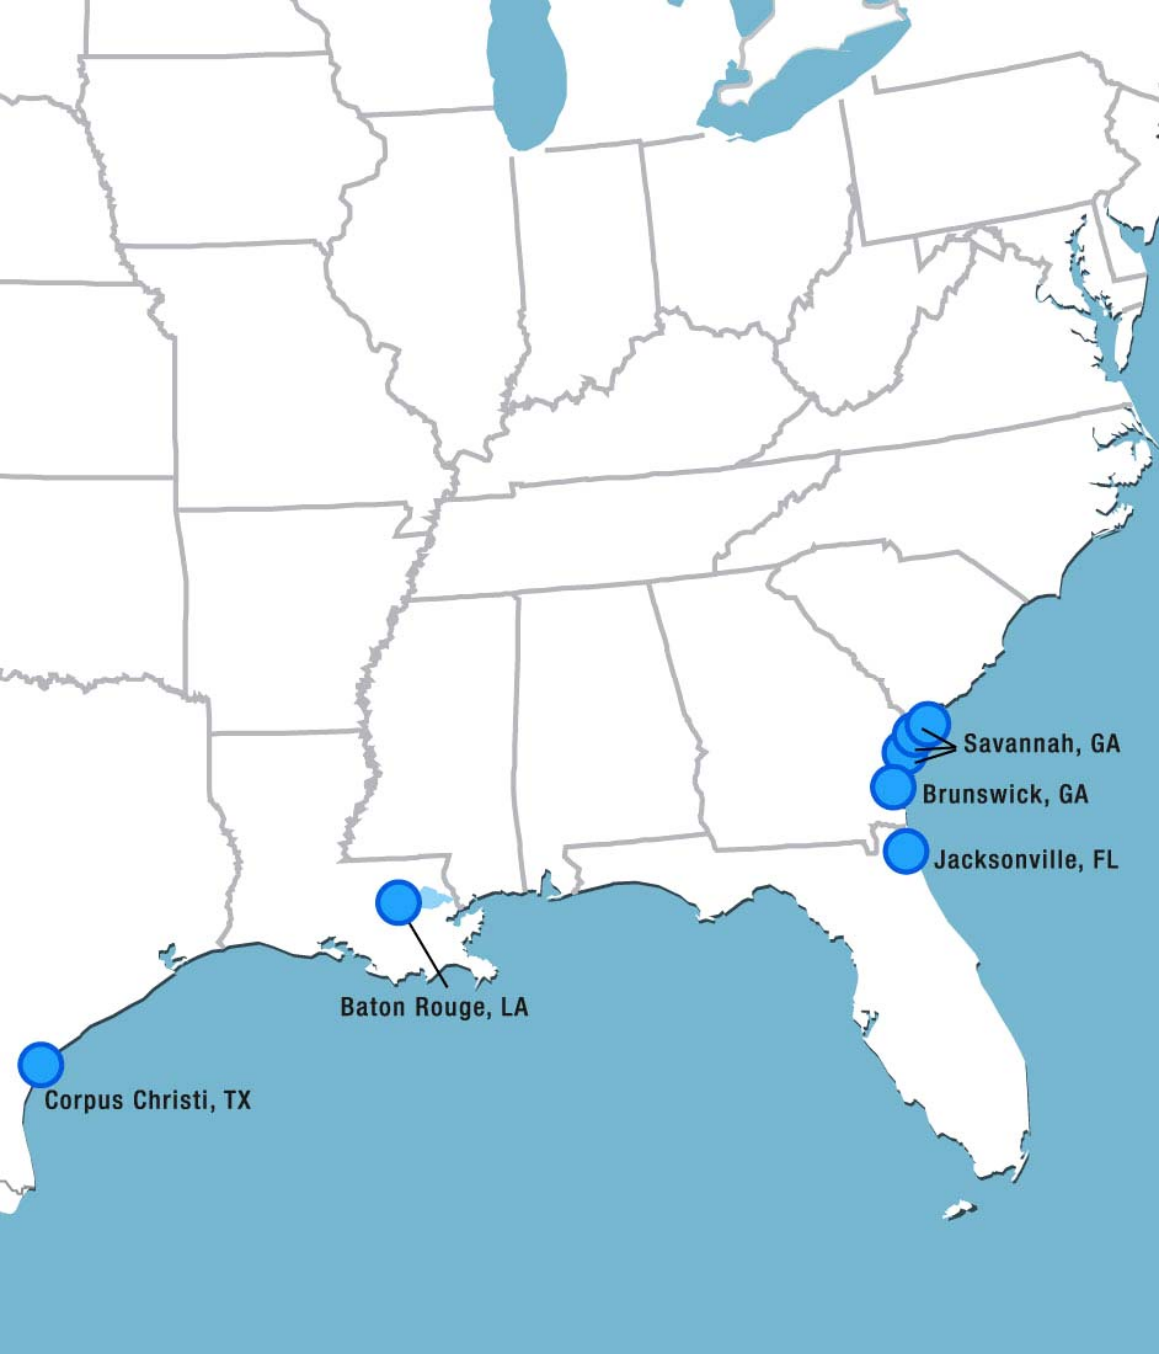 Savannah, GA
Brunswick, GA
Jacksonville, FL
Baton Rouge, LA
Corpus Christi, TX